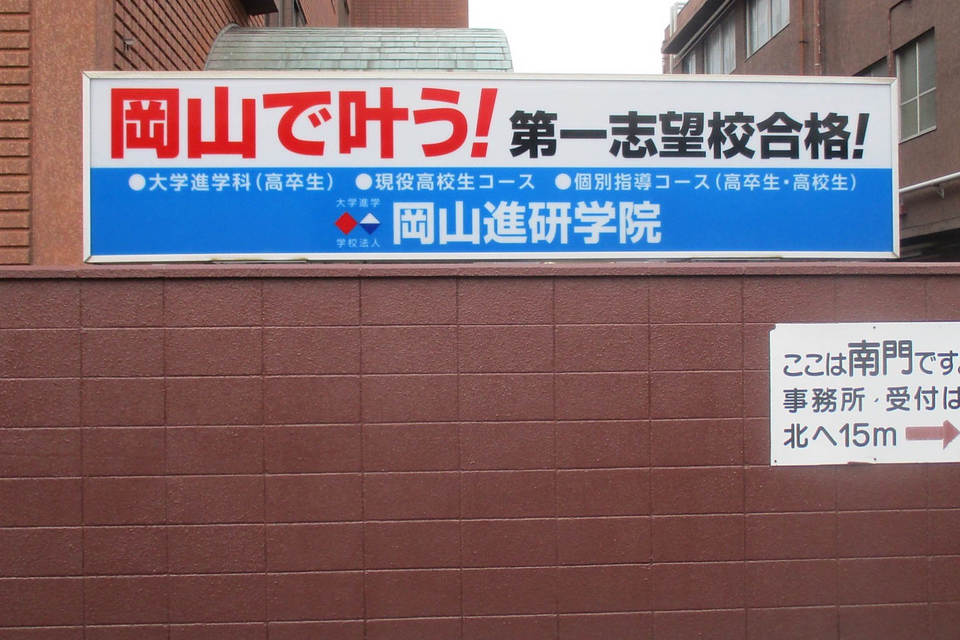 岡山で叶う! 第一志望校合格!
●大学進学科(高卒生) ●現役高校生コース ●個別指導コース(高卒生・高校生)
大学進学
学校法人
岡山進研学院
ここは南門です。
事務所・受付は
北へ15m →